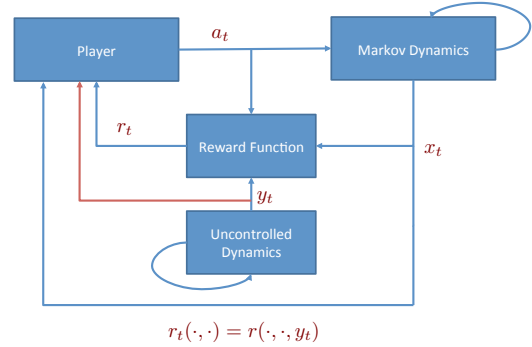 Player
a_t
Markov Dynamics
r_t
Reward Function
x_t
y_t
Uncontrolled
Dynamics
r_t(·, ·) = r(·, ·, y_t)